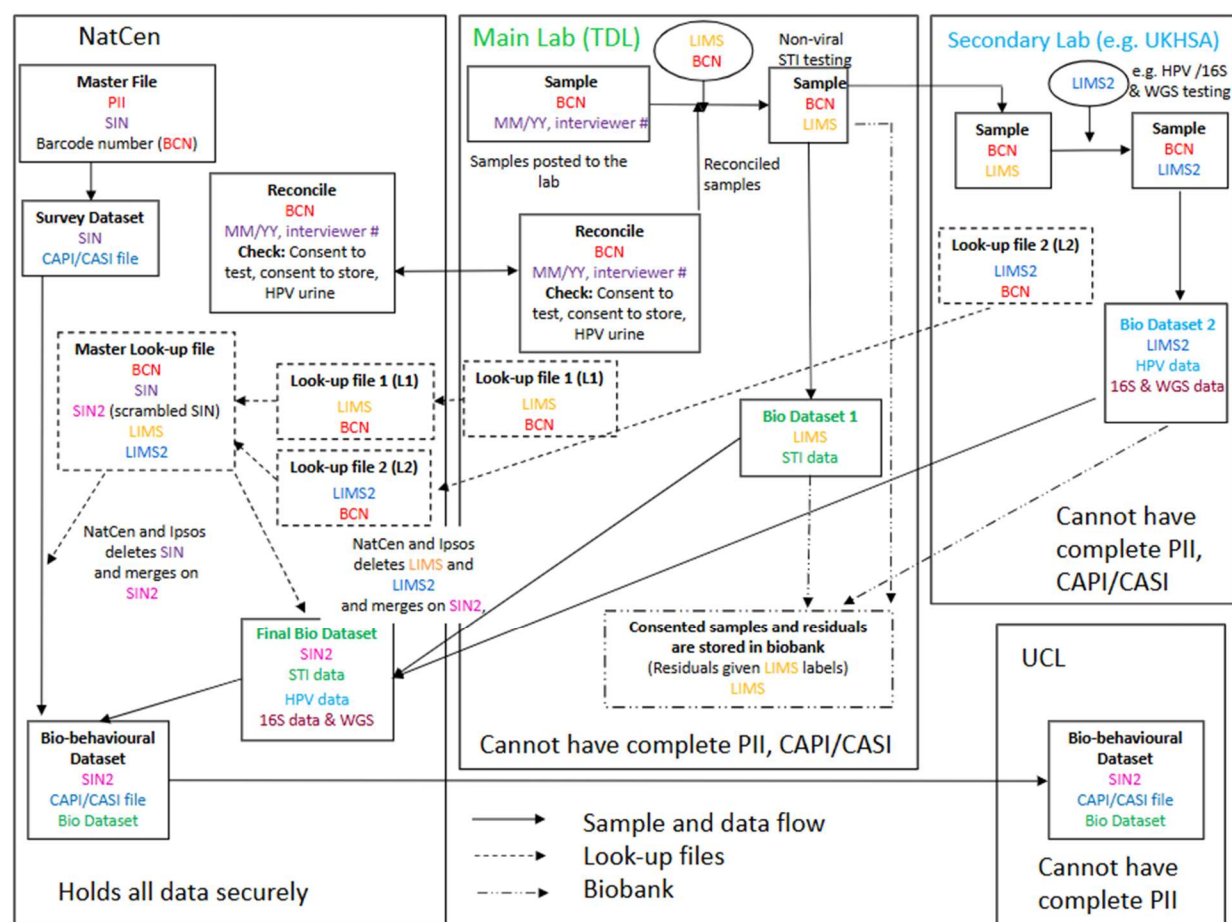 NatCen
Master File
PII
SIN
Barcode number (BCN)
Survey Dataset
SIN
CAPI/CASI file
Reconcile
BCN
MM/YY, interviewer #
Check: Consent to
test, consent to store,
HPV urine
Master Look-up file
BCN
SIN
SIN2 (scrambled SIN)
LIMS
LIMS2
Look-up file 1 (L1)
LIMS
BCN
Look-up file 2 (L2)
LIMS2
BCN
NatCen and Ipsos
deletes SIN
and merges on
SIN2
NatCen and Ipsos
deletes LIMS and
LIMS2
and merges on SIN2,
Final Bio Dataset
SIN2
STI data
HPV data
16S data & WGS
Bio-behavioural
Dataset
SIN2
CAPI/CASI file
Bio Dataset
Holds all data securely
Main Lab (TDL)
LIMS
BCN
Non-viral
STI testing
Sample
BCN
MM/YY, interviewer #
Samples posted to the
lab
Sample
BCN
LIMS
Reconciled
samples
Reconcile
BCN
MM/YY, interviewer #
Check: Consent to
test, consent to store,
HPV urine
Look-up file 1 (L1)
LIMS
BCN
Bio Dataset 1
LIMS
STI data
Consented samples and residuals
are stored in biobank
(Residuals given LIMS labels)
LIMS
Cannot have complete PII, CAPI/CASI
Secondary Lab (e.g. UKHSA)
LIMS2
e.g. HPV /16S
& WGS testing
Sample
BCN
LIMS
Sample
BCN
LIMS2
Look-up file 2 (L2)
LIMS2
BCN
Bio Dataset 2
LIMS2
HPV data
16S & WGS data
Cannot have
complete PII,
CAPI/CASI
UCL
Bio-behavioural
Dataset
SIN2
CAPI/CASI file
Bio Dataset
Cannot have
complete PII
Sample and data flow
Look-up files
Biobank